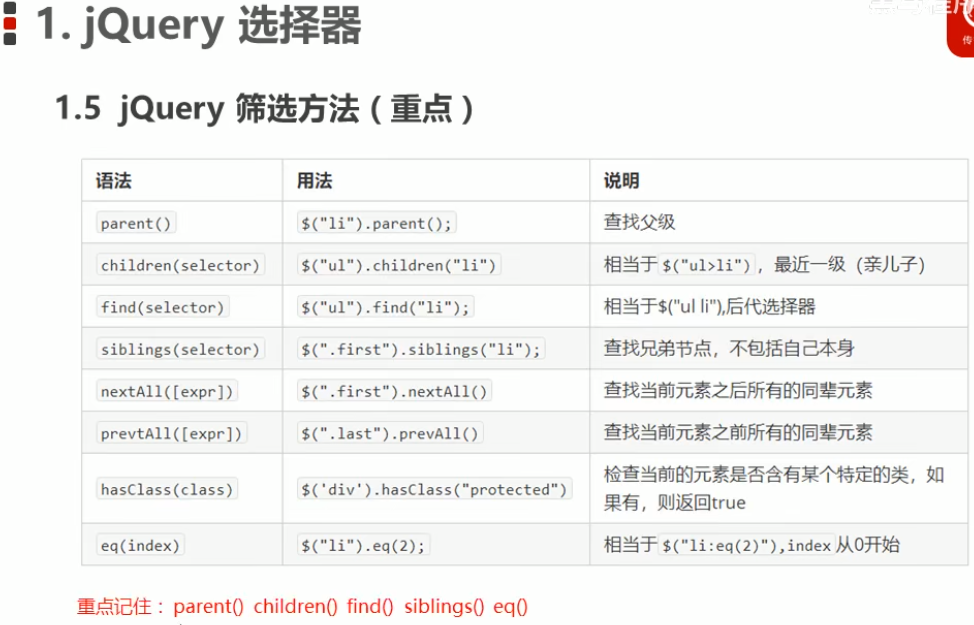 1. jQuery 选择器
传
1.5 jQuery 筛选方法（重点）
语法 用法 说明
parent() $("li").parent(); 查找父级
children(selector) $("ul").children("li") 相当于$("ul>li")，最近一级（亲儿子）
find(selector) $("ul").find("li"); 相当于$("ul li"),后代选择器
siblings(selector) $(".first").siblings("li"); 查找兄弟节点，不包括自己本身
nextAll([expr]) $(".first").nextAll() 查找当前元素之后所有的同辈元素
prevtAll([expr]) $(".last").prevAll() 查找当前元素之前所有的同辈元素
hasClass(class) $('div').hasClass("protected") 检查当前的元素是否含有某个特定的类，如
果有，则返回true
eq(index) $("li").eq(2); 相当于$("li:eq(2)"),index从0开始
重点记住：parent() children() find() siblings() eq()